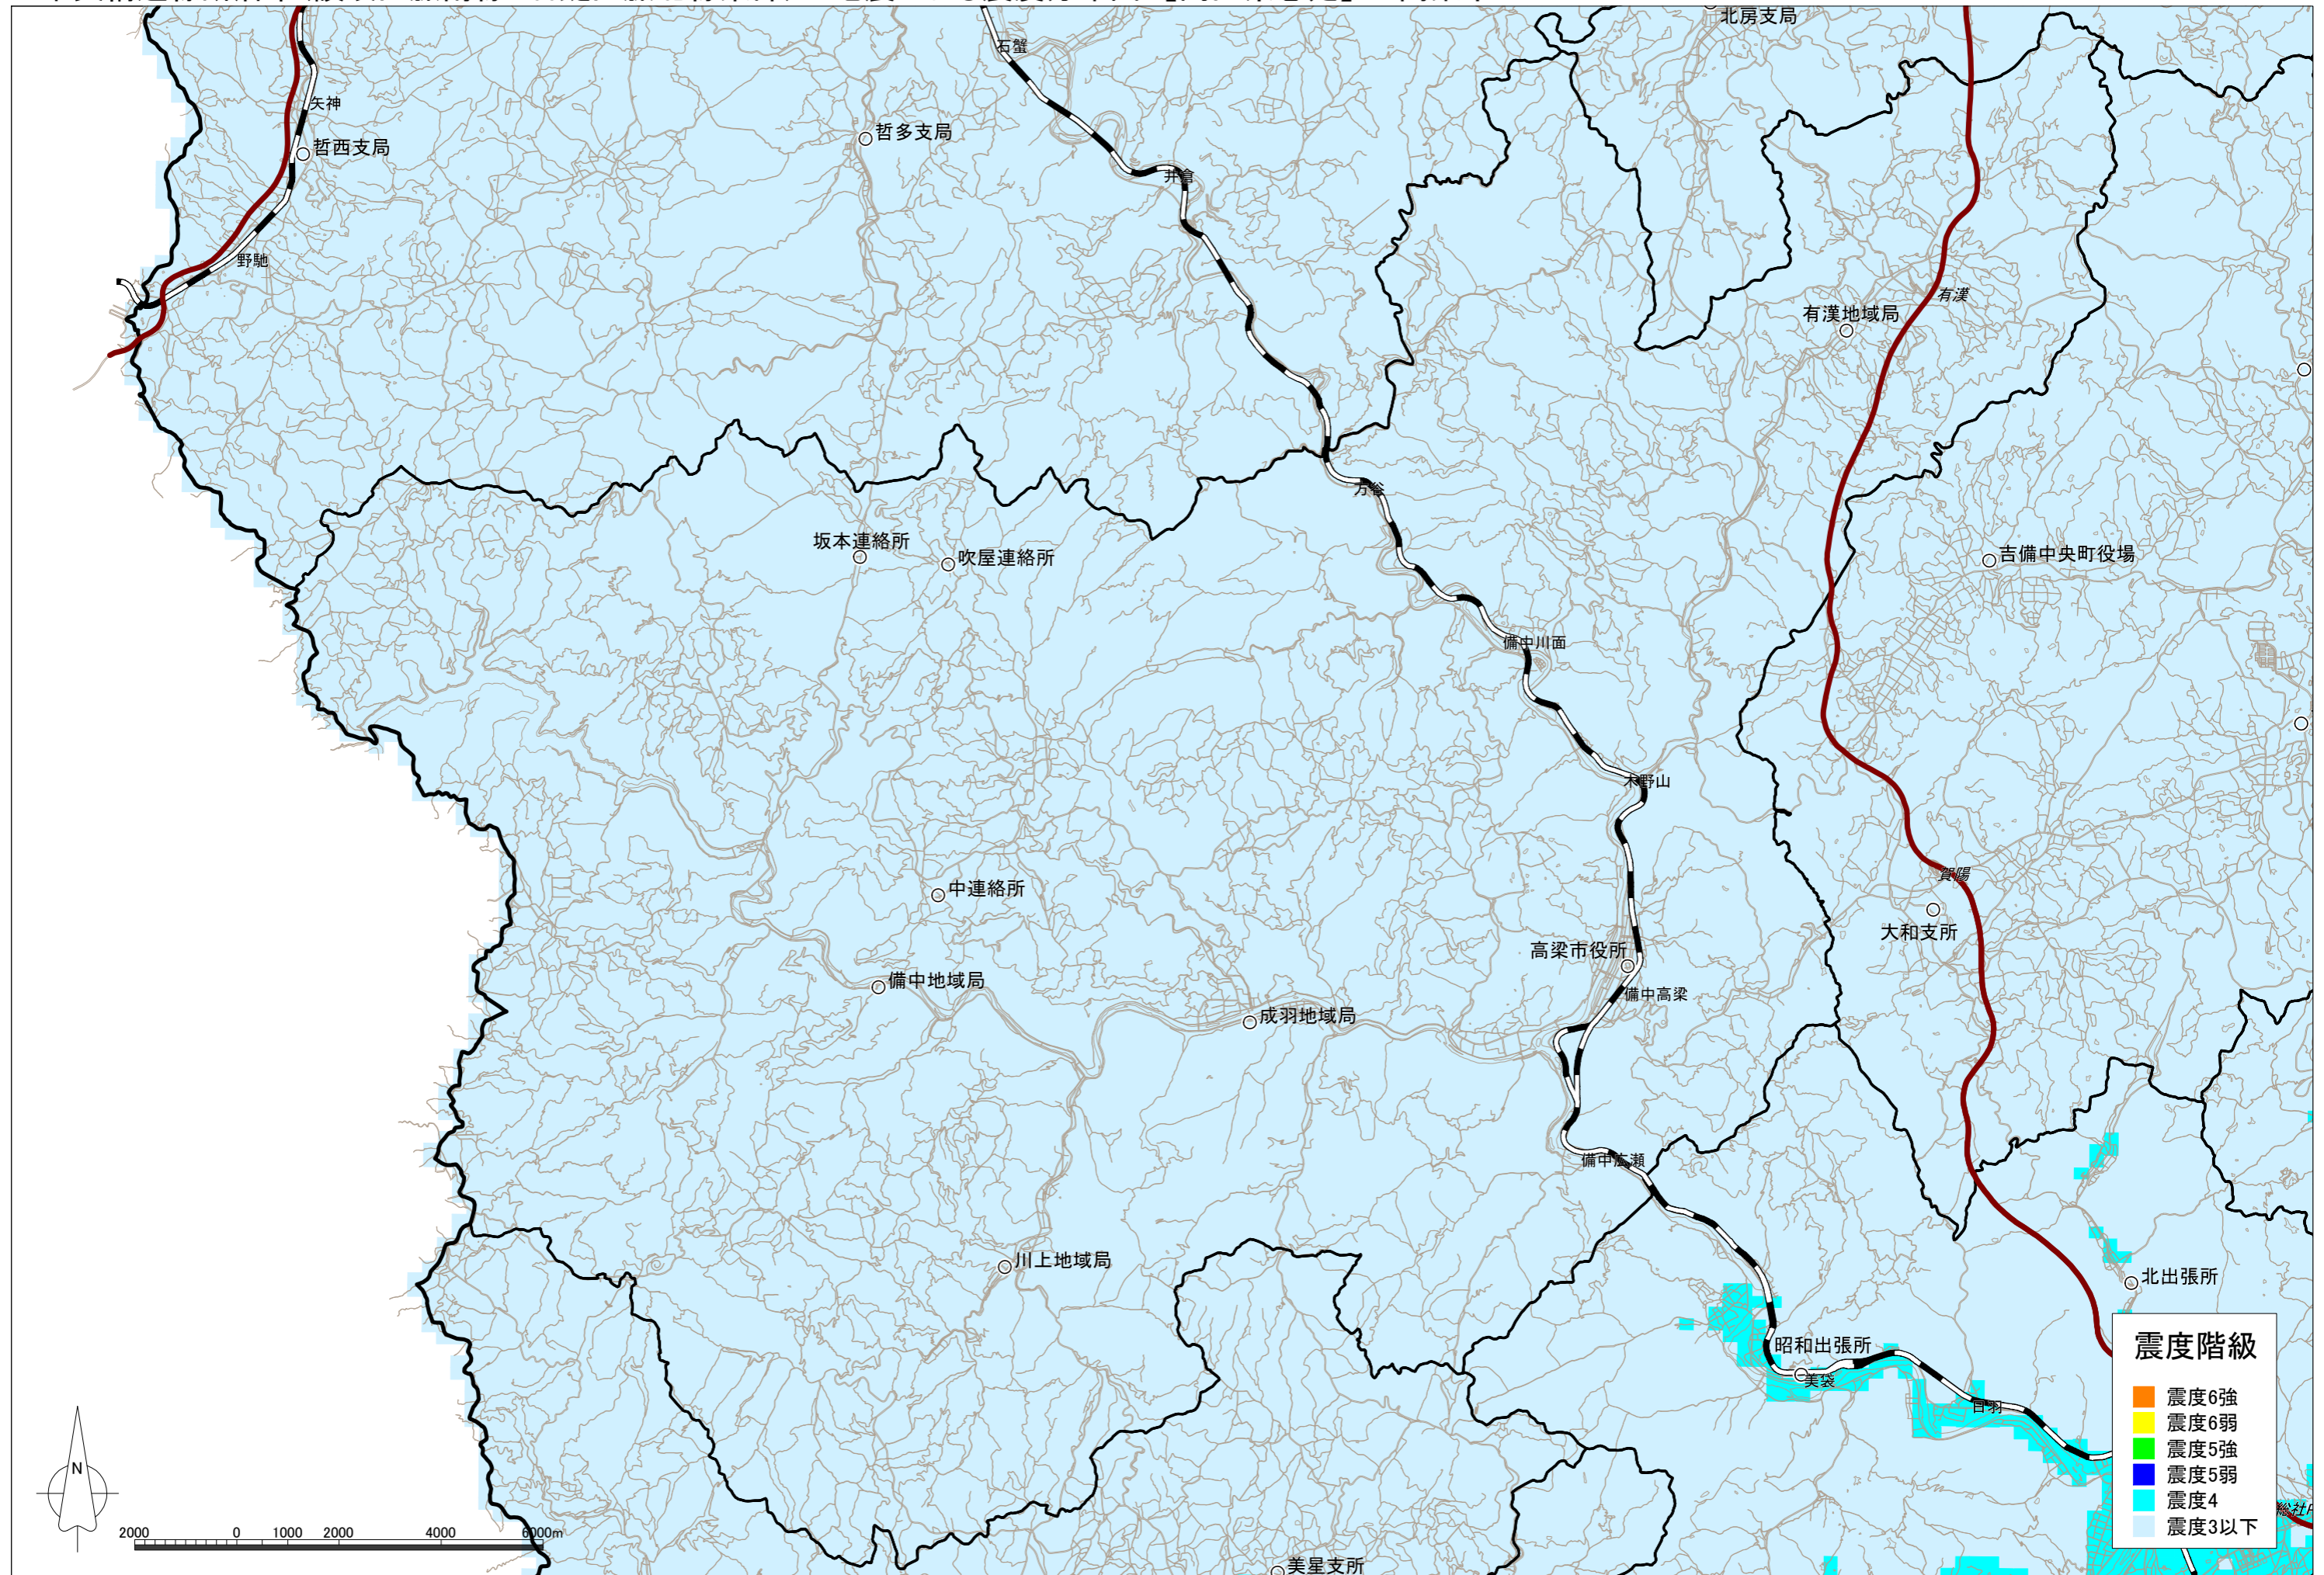 北房支局
石蟹
矢神
哲多支局
哲西支局
井倉
野馳
有漢
有漢地域局
方谷
坂本連絡所
吹屋連絡所
吉備中央町役場
備中川面
木野山
賀陽
中連絡所
大和支所
高梁市役所
備中地域局
備中高梁
成羽地域局
備中広瀬
川上地域局
北出張所
昭和出張所
美袋
日羽
震度階級
震度6強
震度6弱
震度5強
震度5弱
震度4
震度3以下
N
2000 0 1000 2000 4000 6000m
美星支所